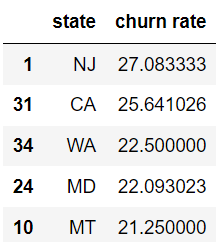 state churn rate
1 NJ 27.083333
31 CA 25.641026
34 WA 22.500000
24 MD 22.093023
10 MT 21.250000